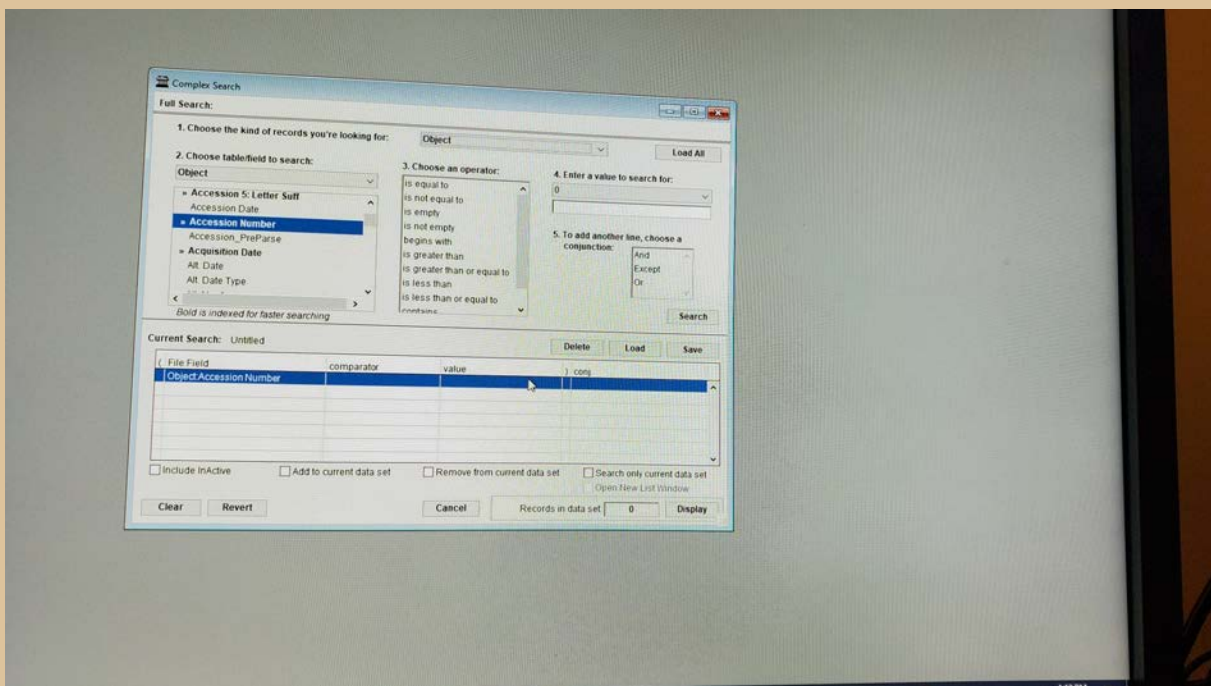 Complex Search
Full Search:
1. Choose the kind of records you're looking for:
Object
Load All
2. Choose table/field to search:
Object
» Accession 5: Letter Suff
Accession Date
» Accession Number
Accession_PreParse
» Acquisition Date
Alt. Date
Alt. Date Type
Bold is indexed for faster searching
3. Choose an operator:
is equal to
is not equal to
is empty
is not empty
begins with
is greater than
is greater than or equal to
is less than
is less than or equal to
contains
4. Enter a value to search for:
0
5. To add another line, choose a
conjunction:
And
Except
Or
Search
Current Search: Untitled
Delete Load Save
( File Field comparator value ) conj
Object:Accession Number
Include InActive Add to current data set Remove from current data set Search only current data set
Open New List Window
Clear Revert Cancel Records in data set 0 Display